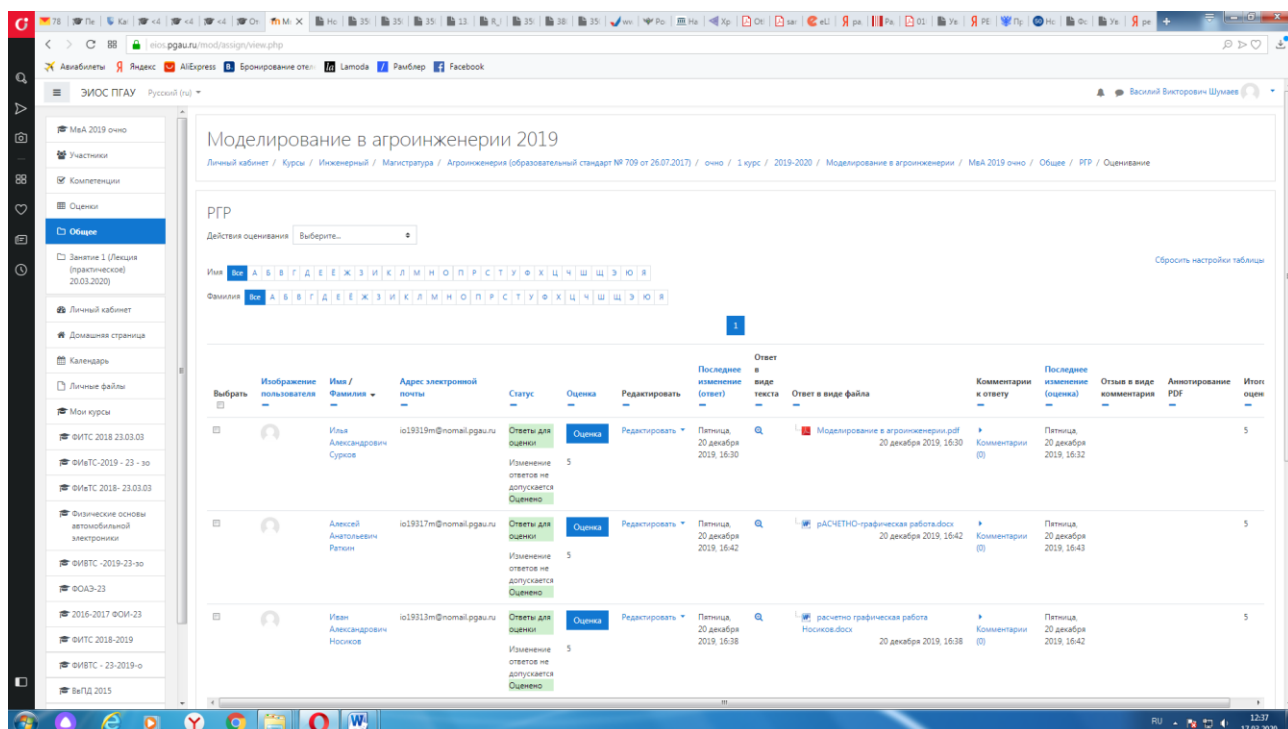 eios.pgau.ru/mod/assign/view.php
Авиабилеты Яндекс AliExpress Бронирование отел Lamoda Рамблер Facebook
ЭИОС ПГАУ Русский (ru)
Василий Викторович Шумаев
МвА 2019 очно
Участники
Компетенции
Оценки
Общее
Занятие 1 (Лекция
(практическое)
20.03.2020)
Личный кабинет
Домашняя страница
Календарь
Личные файлы
Мои курсы
ФИТС 2018 23.03.03
ФИвТС-2019 - 23 - зо
ФИвТС 2018- 23.03.03
Физические основы
автомобильной
электроники
ФИВТС -2019-23-зо
ФОАЭ-23
2016-2017 ФОИ-23
ФИТС 2018-2019
ФИВТС - 23-2019-о
ВвПД 2015
Моделирование в агроинженерии 2019
Личный кабинет / Курсы / Инженерный / Магистратура / Агроинженерия (образовательный стандарт № 709 от 26.07.2017) / очно / 1 курс / 2019-2020 / Моделирование в агроинженерии / МвА 2019 очно / Общее / РГР / Оценивание
РГР
Действия оценивания Выберите...
Сбросить настройки таблицы
Имя Все А Б В Г Д Е Ё Ж З И К Л М Н О П Р С Т У Ф Х Ц Ч Ш Щ Э Ю Я
Фамилия Все А Б В Г Д Е Ё Ж З И К Л М Н О П Р С Т У Ф Х Ц Ч Ш Щ Э Ю Я
1
Выбрать
Изображение
пользователя
Имя /
Фамилия
Адрес электронной
почты
Статус
Оценка
Редактировать
Последнее
изменение
(ответ)
Ответ
в
виде
текста
Ответ в виде файла
Комментарии
к ответу
Последнее
изменение
(оценка)
Отзыв в виде
комментария
Аннотирование
PDF
Итого
оцен
Илья
Александрович
Сурков
io19319m@nomail.pgau.ru
Ответы для
оценки
Изменение
ответов не
допускается
Оценено
Оценка
5
Редактировать
Пятница,
20 декабря
2019, 16:30
Моделирование в агроинженерии.pdf
20 декабря 2019, 16:30
Комментарии
(0)
Пятница,
20 декабря
2019, 16:32
5
Алексей
Анатольевич
Раткин
io19317m@nomail.pgau.ru
Ответы для
оценки
Изменение
ответов не
допускается
Оценено
Оценка
5
Редактировать
Пятница,
20 декабря
2019, 16:42
рАСЧЕТНО-графическая работа.docx
20 декабря 2019, 16:42
Комментарии
(0)
Пятница,
20 декабря
2019, 16:43
5
Иван
Александрович
Носиков
io19313m@nomail.pgau.ru
Ответы для
оценки
Изменение
ответов не
допускается
Оценено
Оценка
5
Редактировать
Пятница,
20 декабря
2019, 16:38
расчетно графическая работа
Носиков.docx
20 декабря 2019, 16:38
Комментарии
(0)
Пятница,
20 декабря
2019, 16:42
5
RU
12:37
17.03.2020